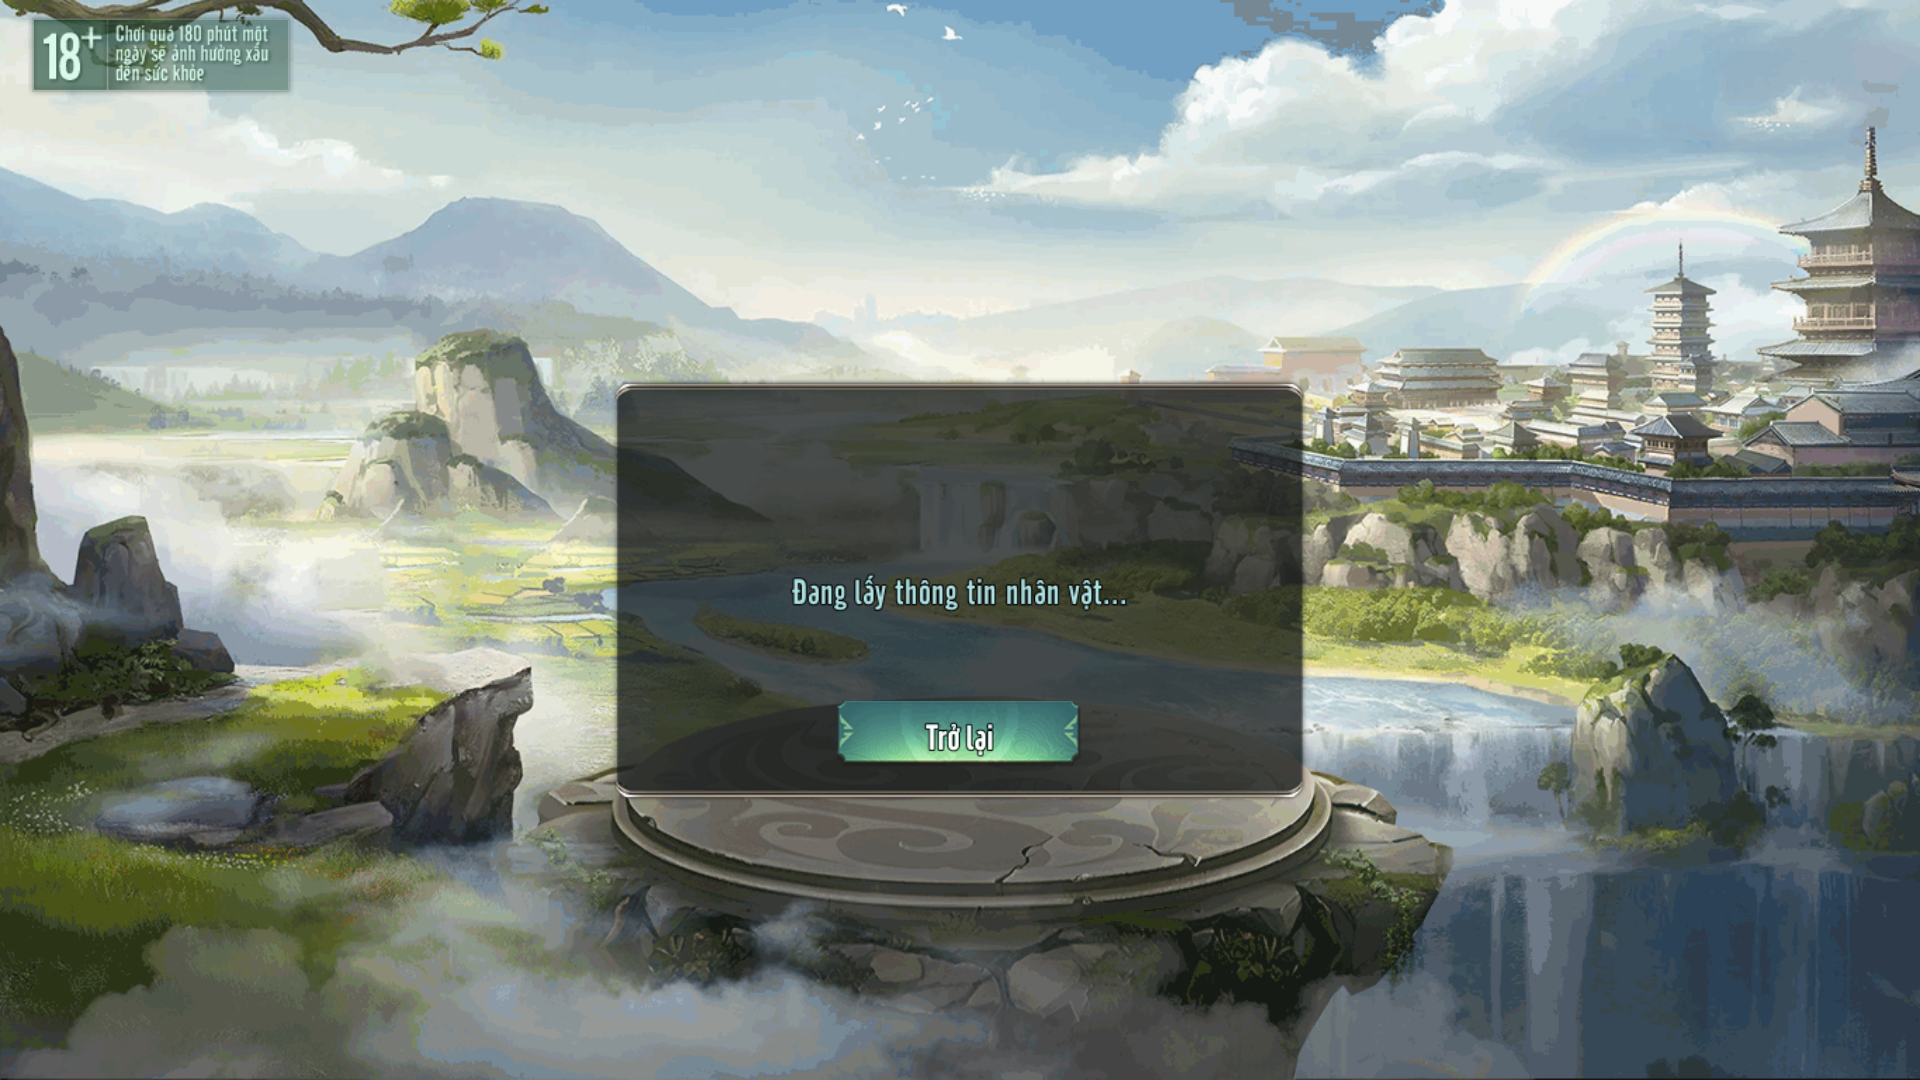 18+
Chơi quá 180 phút một
ngày sẽ ảnh hưởng xấu
đến sức khỏe
Đang lấy thông tin nhân vật...
Trở lại